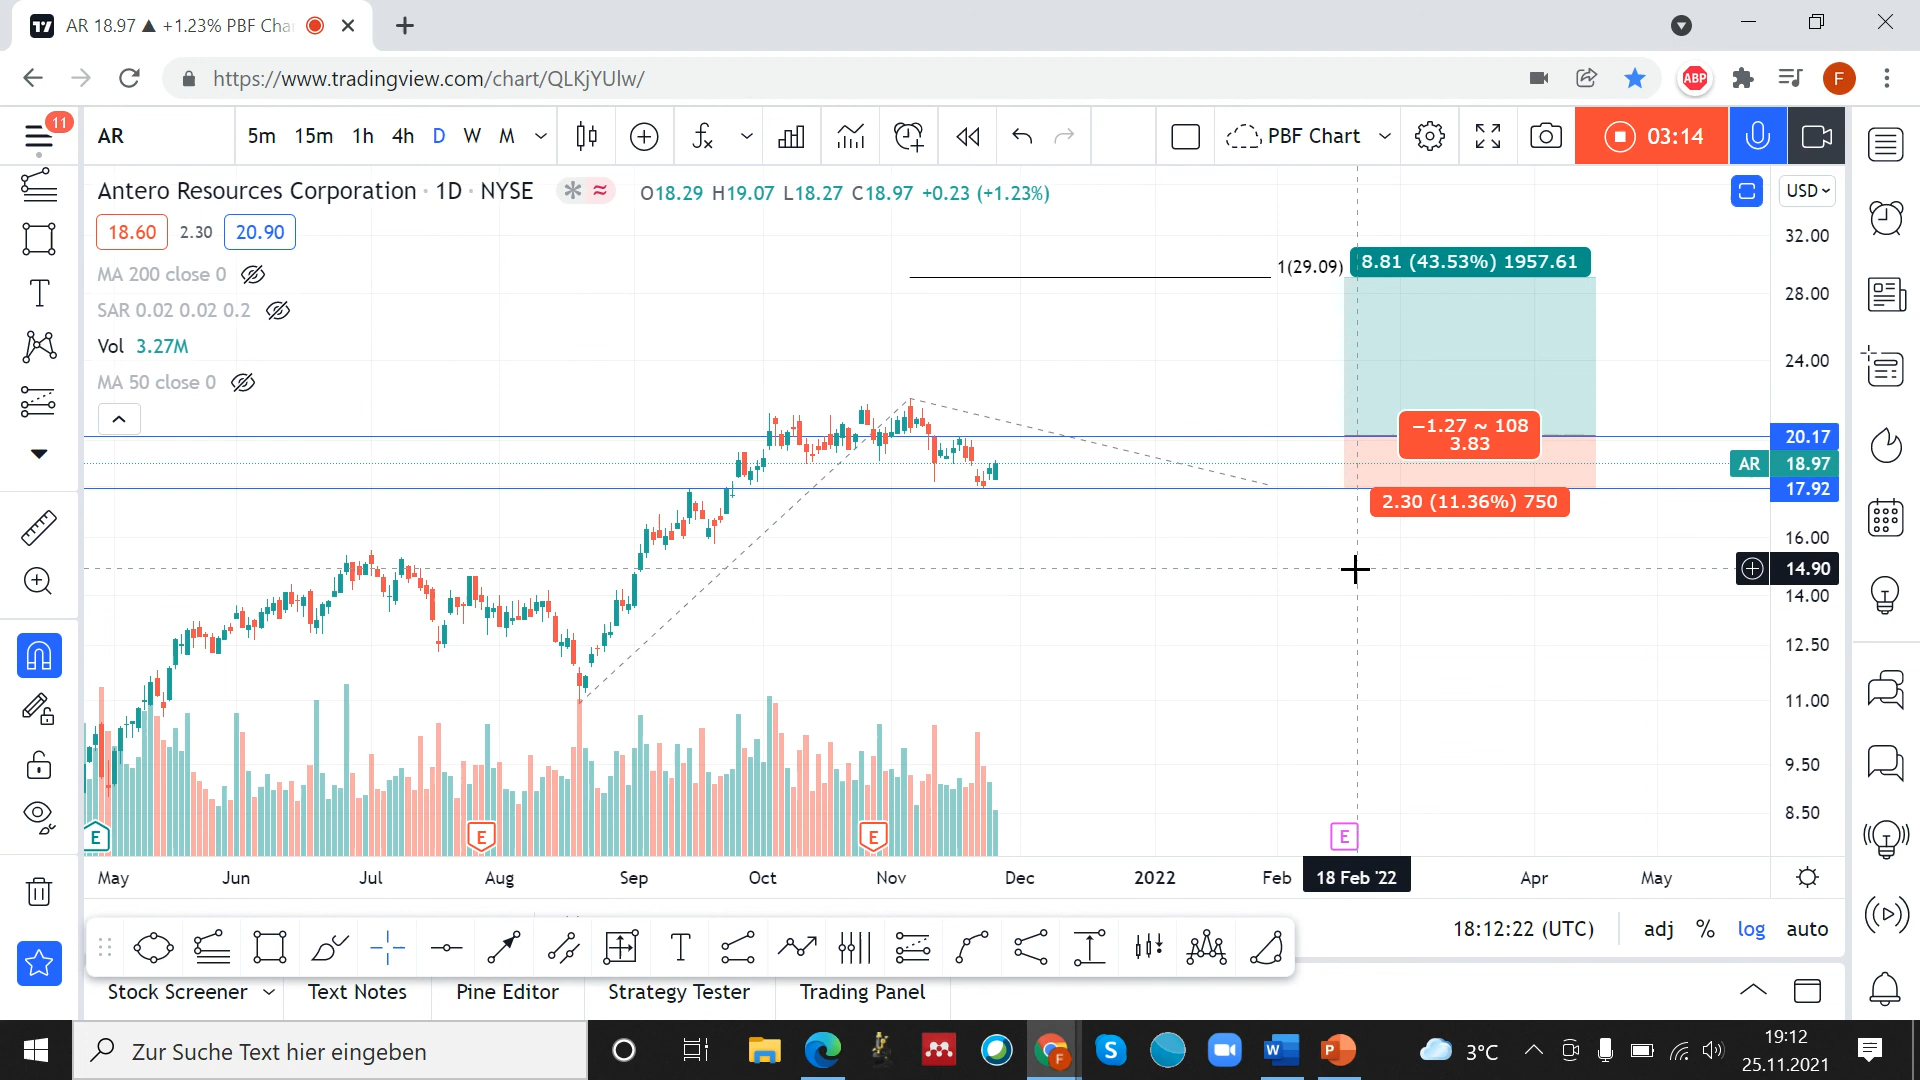 AR 18.97 ▲ +1.23% PBF Cha
https://www.tradingview.com/chart/QLKjYUlw/
ABP
F
11
AR
5m 15m 1h 4h D W M
PBF Chart
03:14
Antero Resources Corporation · 1D · NYSE
O18.29 H19.07 L18.27 C18.97 +0.23 (+1.23%)
USD
18.60 2.30 20.90
MA 200 close 0
SAR 0.02 0.02 0.2
Vol 3.27M
MA 50 close 0
1(29.09)
8.81 (43.53%) 1957.61
−1.27 ~ 108
3.83
2.30 (11.36%) 750
32.00
28.00
24.00
20.17
AR 18.97
17.92
16.00
14.90
14.00
12.50
11.00
9.50
8.50
E
E
E
E
May Jun Jul Aug Sep Oct Nov Dec 2022 Feb 18 Feb '22 Apr May
18:12:22 (UTC) adj % log auto
Stock Screener Text Notes Pine Editor Strategy Tester Trading Panel
Zur Suche Text hier eingeben
3°C
19:12
25.11.2021